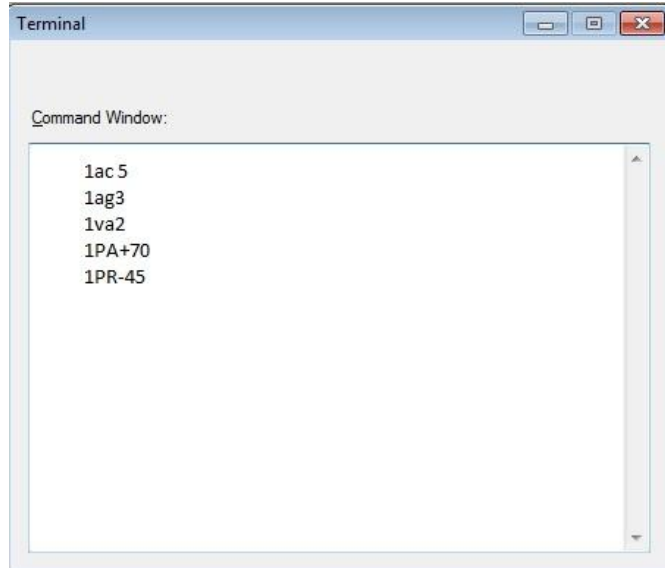 Terminal
Command Window:
1ac 5
1ag3
1va2
1PA+70
1PR-45